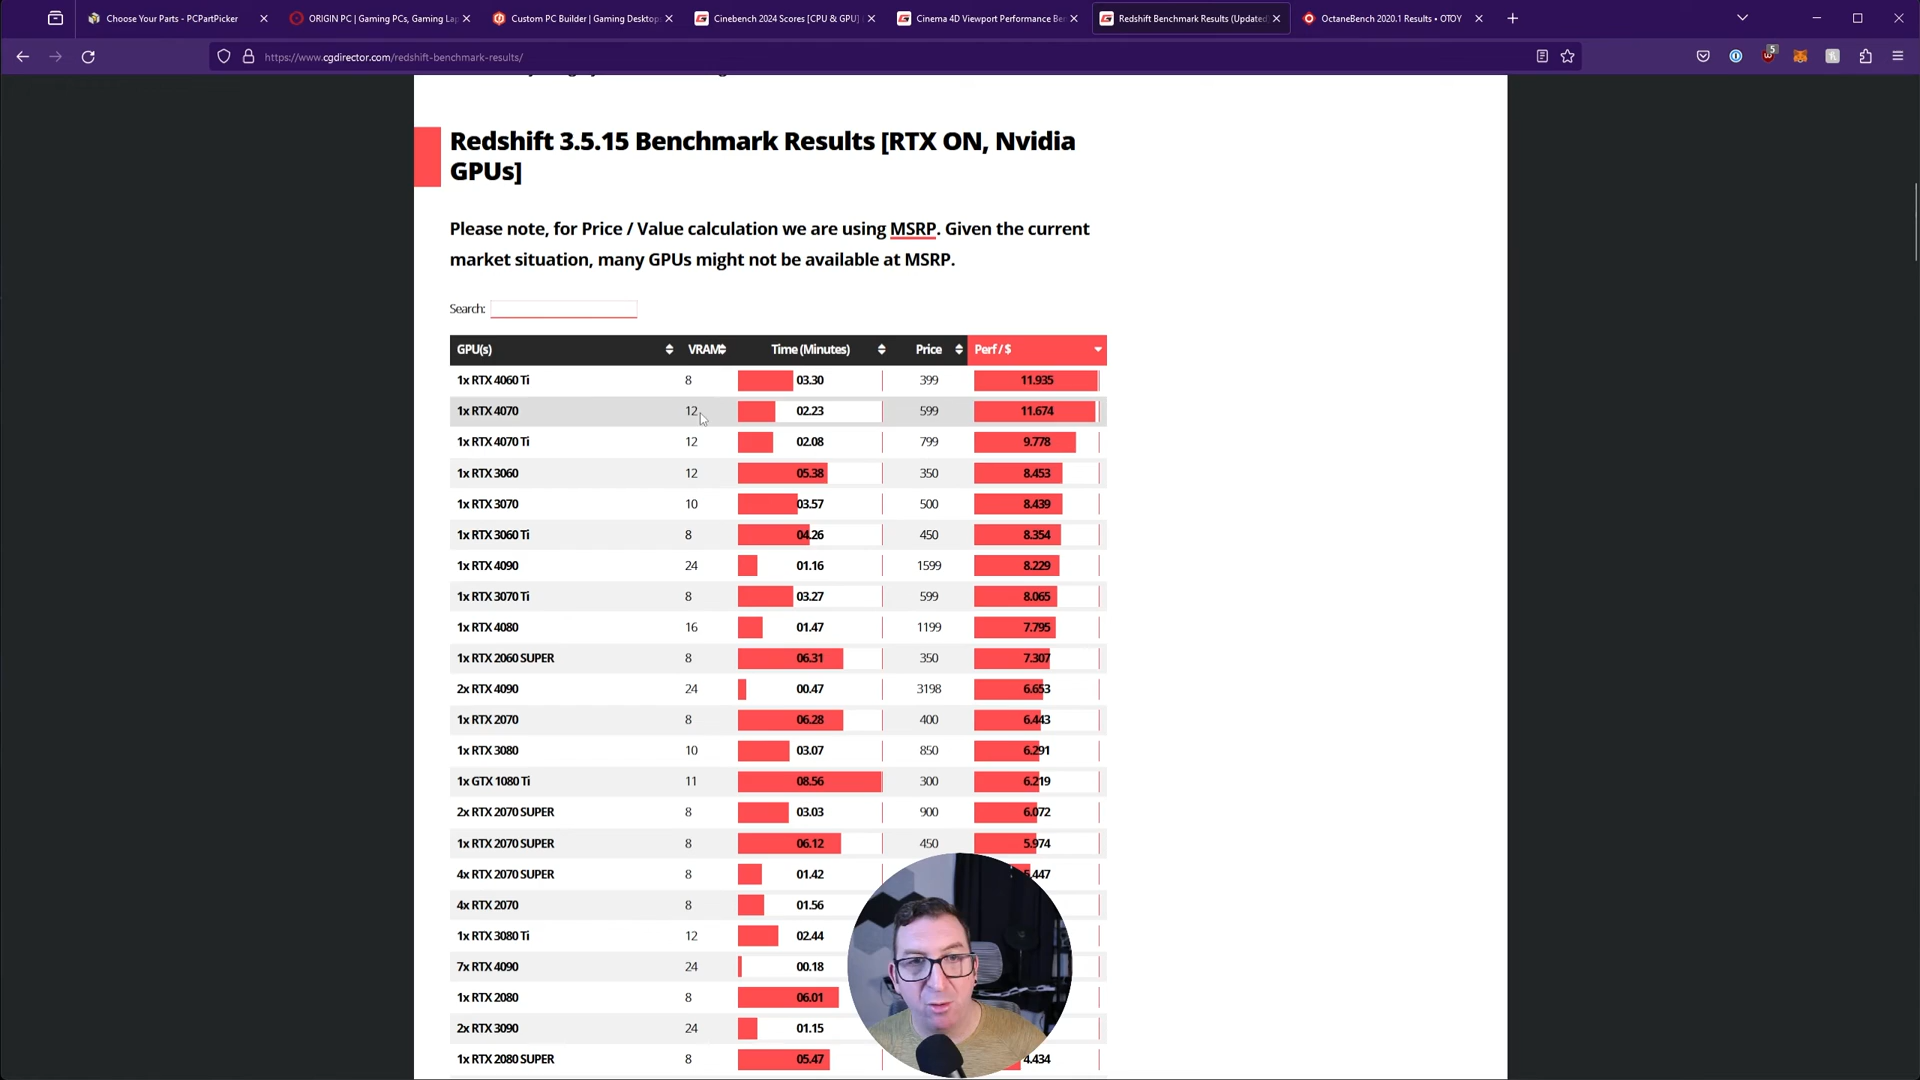 Choose Your Parts - PCPartPicker
ORIGIN PC | Gaming PCs, Gaming La
Custom PC Builder | Gaming Desktop
Cinebench 2024 Scores [CPU & GPU]
Cinema 4D Viewport Performance Be
Redshift Benchmark Results (Updated
OctaneBench 2020.1 Results • OTOY
https://www.cgdirector.com/redshift-benchmark-results/
5
Redshift 3.5.15 Benchmark Results [RTX ON, Nvidia
GPUs]
Please note, for Price / Value calculation we are using MSRP. Given the current
market situation, many GPUs might not be available at MSRP.
Search:
GPU(s) VRAM Time (Minutes) Price Perf / $
1x RTX 4060 Ti 8 03.30 399 11.935
1x RTX 4070 12 02.23 599 11.674
1x RTX 4070 Ti 12 02.08 799 9.778
1x RTX 3060 12 05.38 350 8.453
1x RTX 3070 10 03.57 500 8.439
1x RTX 3060 Ti 8 04.26 450 8.354
1x RTX 4090 24 01.16 1599 8.229
1x RTX 3070 Ti 8 03.27 599 8.065
1x RTX 4080 16 01.47 1199 7.795
1x RTX 2060 SUPER 8 06.31 350 7.307
2x RTX 4090 24 00.47 3198 6.653
1x RTX 2070 8 06.28 400 6.443
1x RTX 3080 10 03.07 850 6.291
1x GTX 1080 Ti 11 08.56 300 6.219
2x RTX 2070 SUPER 8 03.03 900 6.072
1x RTX 2070 SUPER 8 06.12 450 5.974
4x RTX 2070 SUPER 8 01.42 5.447
4x RTX 2070 8 01.56
1x RTX 3080 Ti 12 02.44
7x RTX 4090 24 00.18
1x RTX 2080 8 06.01
2x RTX 3090 24 01.15
1x RTX 2080 SUPER 8 05.47 4.434